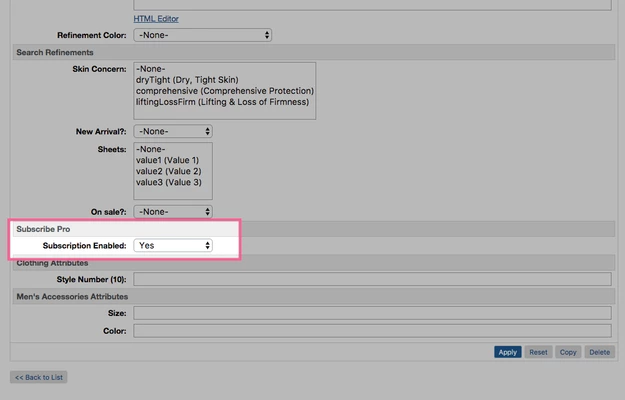 HTML Editor
Refinement Color: -None-
Search Refinements
Skin Concern: -None-
dryTight (Dry, Tight Skin)
comprehensive (Comprehensive Protection)
liftingLossFirm (Lifting & Loss of Firmness)
New Arrival?: -None-
Sheets: -None-
value1 (Value 1)
value2 (Value 2)
value3 (Value 3)
On sale?: -None-
Subscribe Pro
Subscription Enabled: Yes
Clothing Attributes
Style Number (10):
Men's Accessories Attributes
Size:
Color:
Apply Reset Copy Delete
<< Back to List